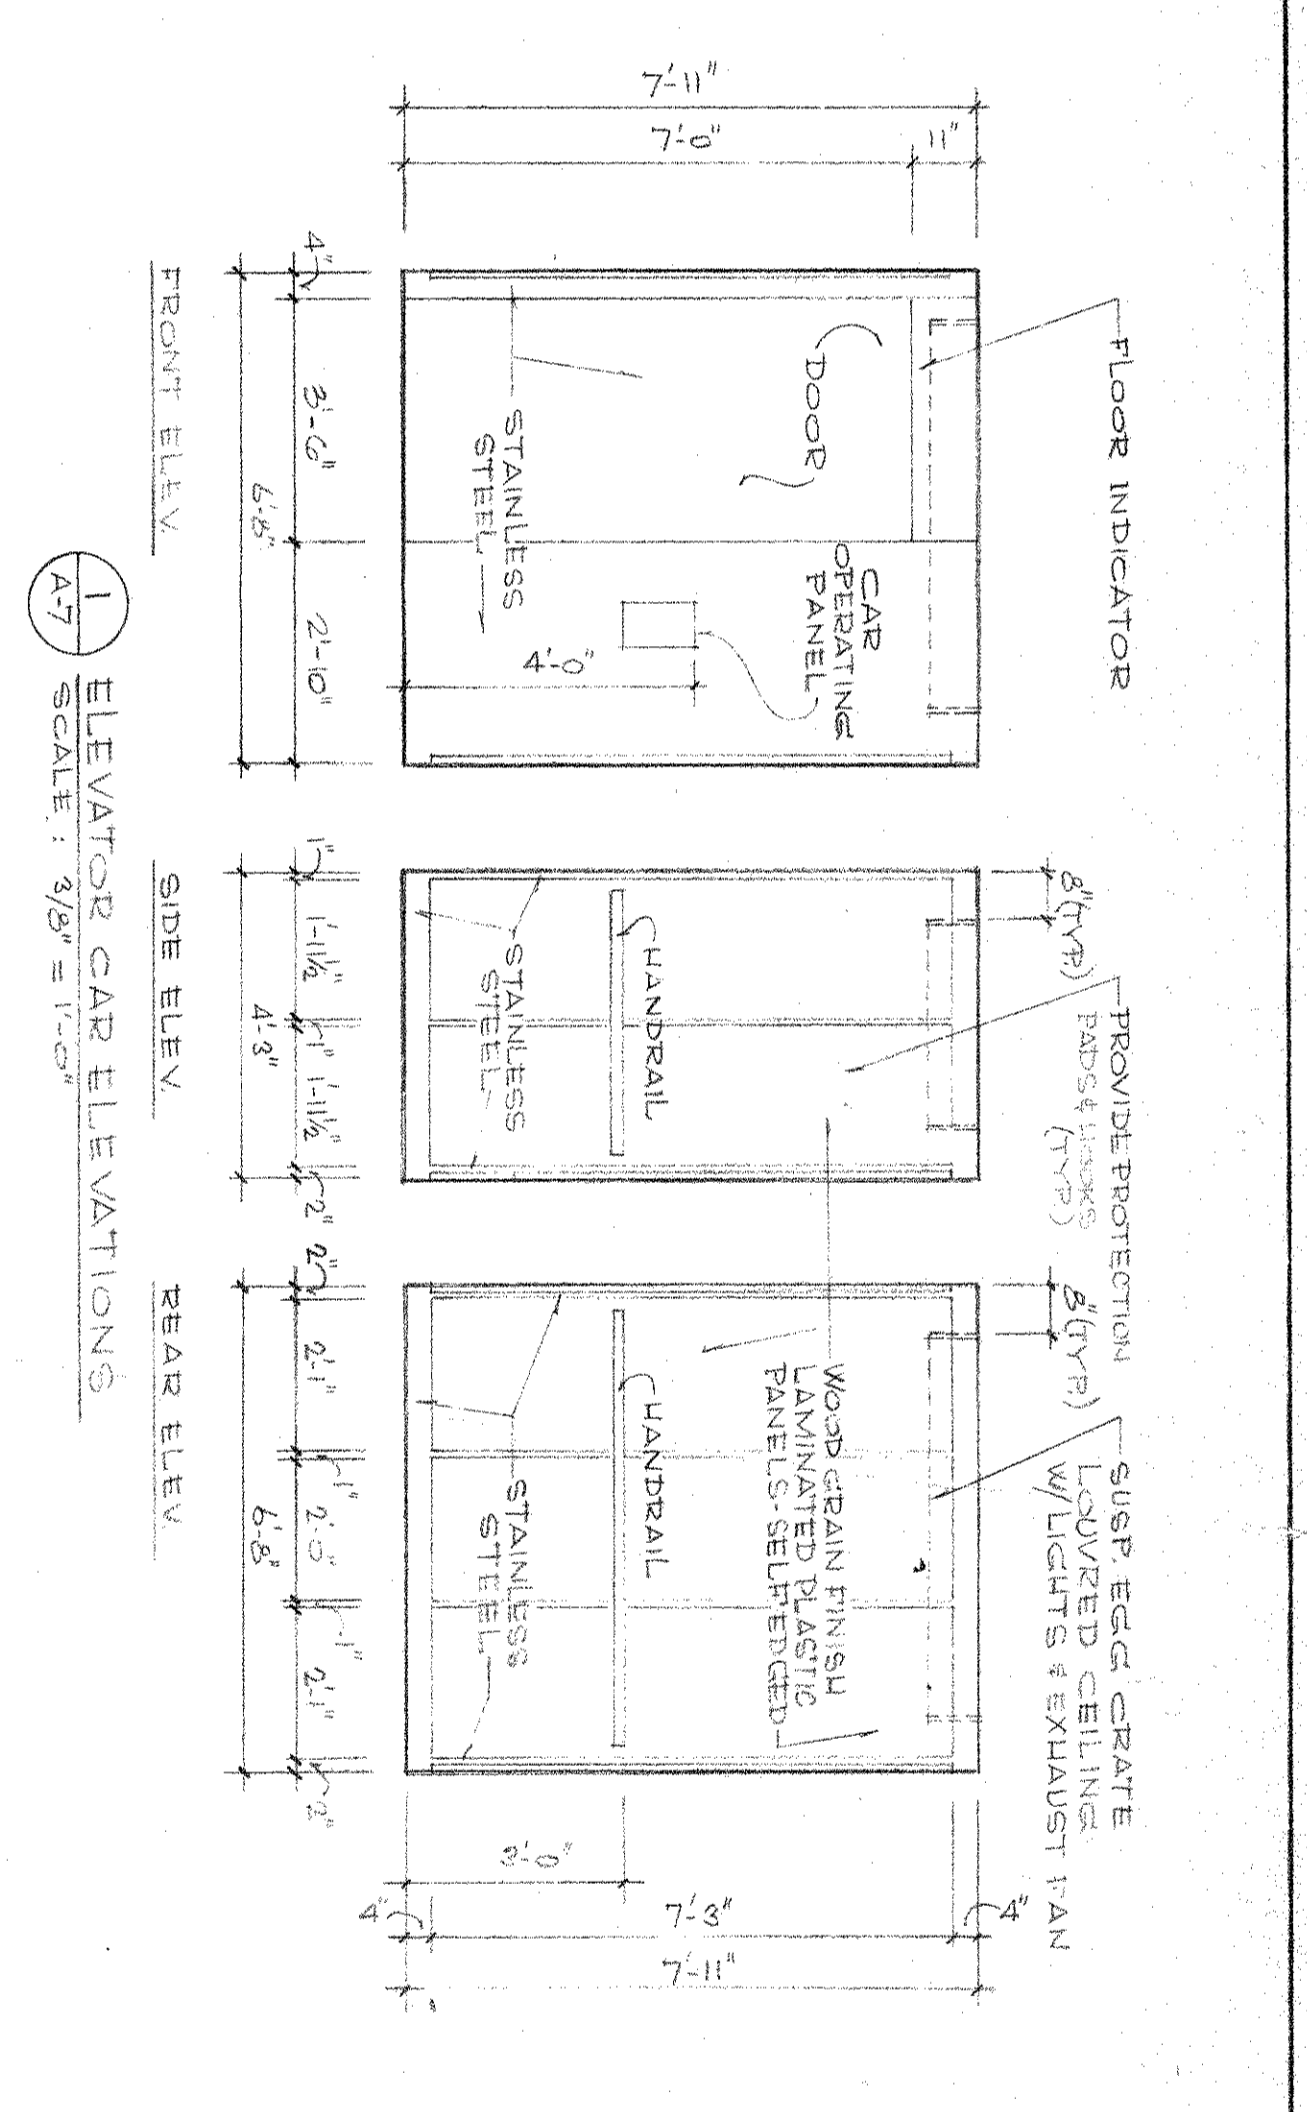 FLOOR INDICATOR
PROVIDE PROTECTION
PADS & HOOKS
(TYP.)
8"(TYP.)
SUSP. EGG CRATE
LOUVRED CEILING
W/LIGHTS & EXHAUST FAN
8"(TYP.)
7'-11"
7'-0"
11"
DOOR
CAR
OPERATING
PANEL
4'-0"
STAINLESS
STEEL
4"
3'-6"
2'-10"
6'-8"
FRONT ELEV.
HANDRAIL
STAINLESS
STEEL
1"
1'-11½"
1"
1'-11½"
2"
4'-3"
SIDE ELEV.
WOOD GRAIN FINISH
LAMINATED PLASTIC
PANELS-SELF EDGED
HANDRAIL
STAINLESS
STEEL
2"
2'-1"
1"
2'-0"
1"
2'-1"
2"
6'-8"
REAR ELEV.
3'-0"
4"
7'-3"
4"
7'-11"
1
A-7
ELEVATOR CAR ELEVATIONS
SCALE: 3/8" = 1'-0"